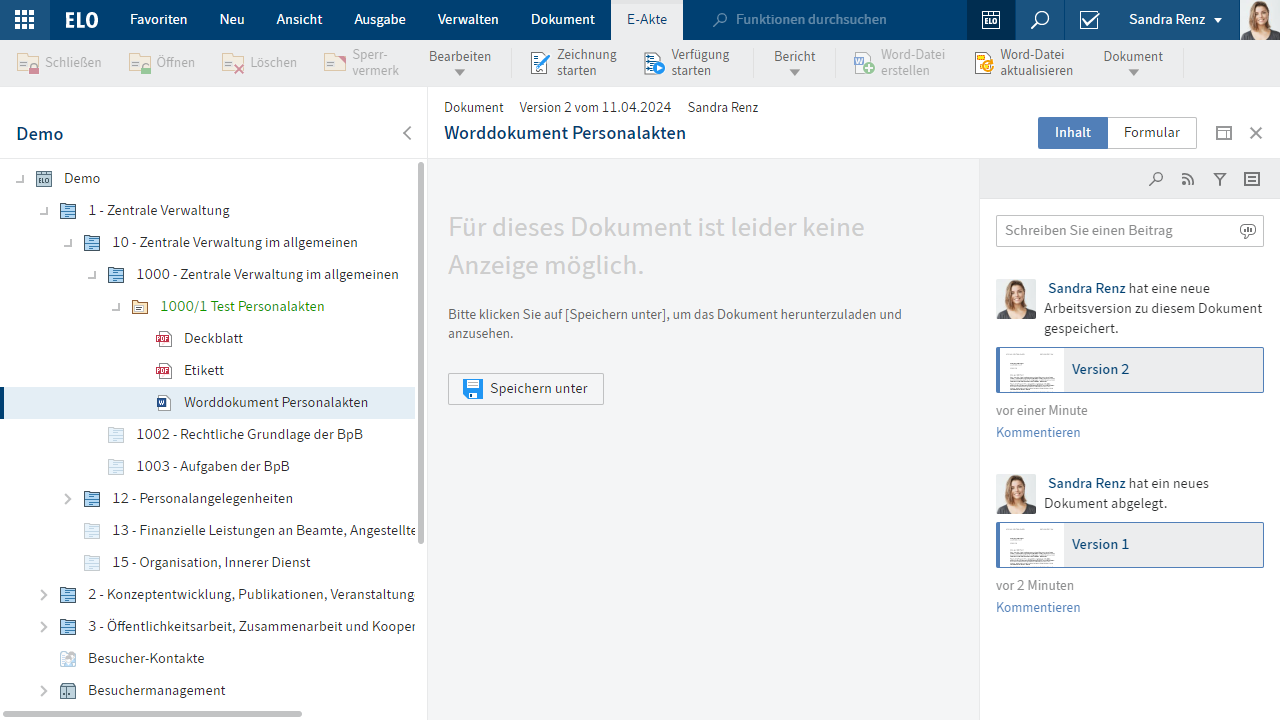 ELO Favoriten Neu Ansicht Ausgabe Verwalten Dokument E-Akte Funktionen durchsuchen ELO Sandra Renz
Schließen Öffnen Löschen Sperr-
vermerk Bearbeiten Zeichnung
starten Verfügung
starten Bericht Word-Datei
erstellen Word-Datei
aktualisieren Dokument
Demo
Dokument Version 2 vom 11.04.2024 Sandra Renz
Worddokument Personalakten
Inhalt Formular
Demo
1 - Zentrale Verwaltung
10 - Zentrale Verwaltung im allgemeinen
1000 - Zentrale Verwaltung im allgemeinen
1000/1 Test Personalakten
Deckblatt
Etikett
Worddokument Personalakten
1002 - Rechtliche Grundlage der BpB
1003 - Aufgaben der BpB
12 - Personalangelegenheiten
13 - Finanzielle Leistungen an Beamte, Angestellte
15 - Organisation, Innerer Dienst
2 - Konzeptentwicklung, Publikationen, Veranstaltung
3 - Öffentlichkeitsarbeit, Zusammenarbeit und Kooper
Besucher-Kontakte
Besuchermanagement
Für dieses Dokument ist leider keine
Anzeige möglich.
Bitte klicken Sie auf [Speichern unter], um das Dokument herunterzuladen und
anzusehen.
Speichern unter
Schreiben Sie einen Beitrag
Sandra Renz hat eine neue
Arbeitsversion zu diesem Dokument
gespeichert.
Version 2
vor einer Minute
Kommentieren
Sandra Renz hat ein neues
Dokument abgelegt.
Version 1
vor 2 Minuten
Kommentieren